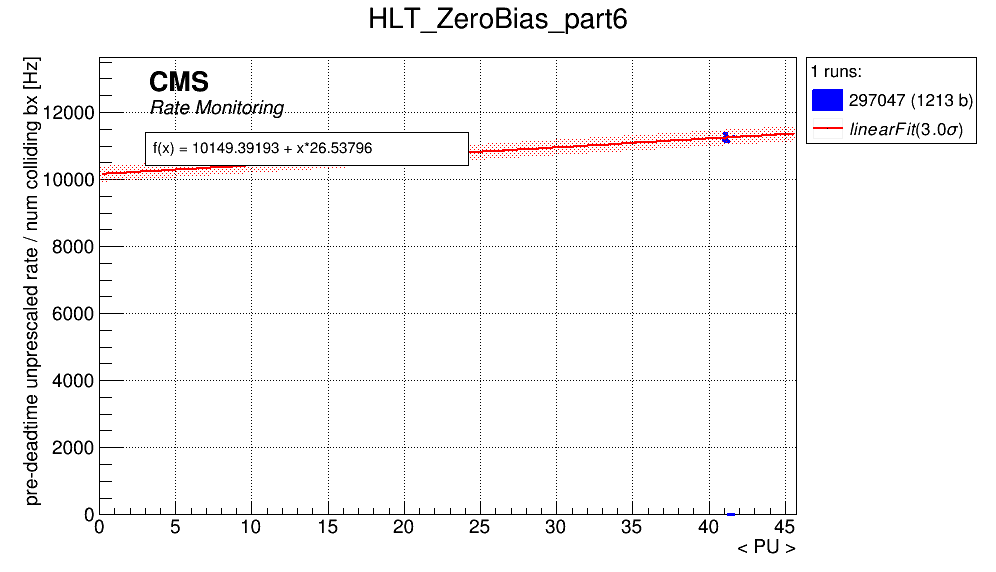 HLT_ZeroBias_part6
pre-deadtime unprescaled rate / num colliding bx [Hz]
CMS
Rate Monitoring
f(x) = 10149.39193 + x*26.53796
12000
10000
8000
6000
4000
2000
0
0 5 10 15 20 25 30 35 40 45
< PU >
1 runs:
297047 (1213 b)
linearFit(3.0σ)